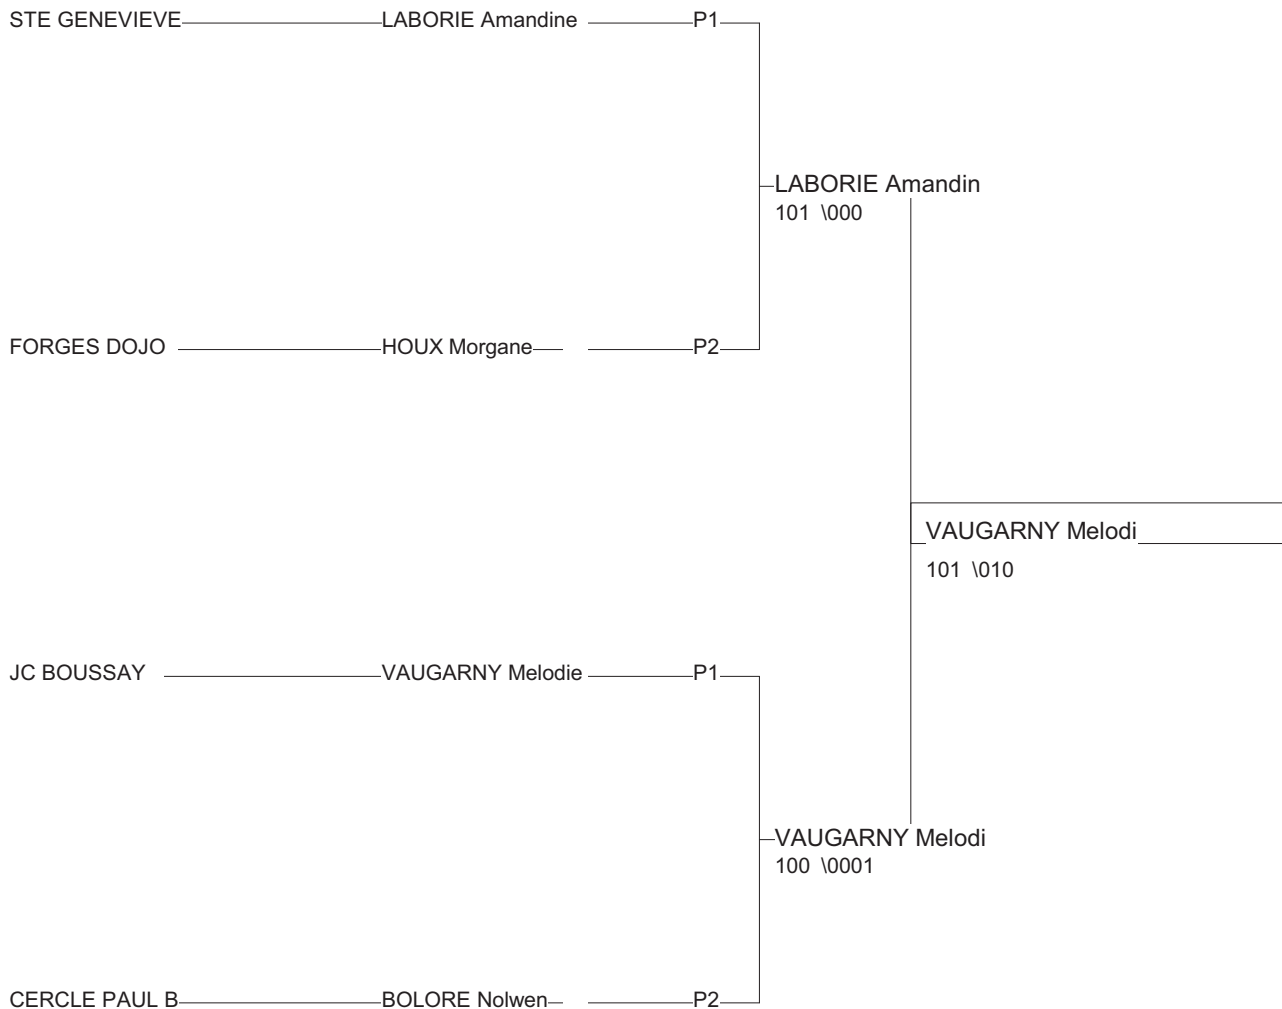 STE GENEVIEVE LABORIE Amandine P1
LABORIE Amandin
101 \000
FORGES DOJO HOUX Morgane P2
VAUGARNY Melodi
101 \010
JC BOUSSAY VAUGARNY Melodie P1
VAUGARNY Melodi
100 \0001
CERCLE PAUL B BOLORE Nolwen P2